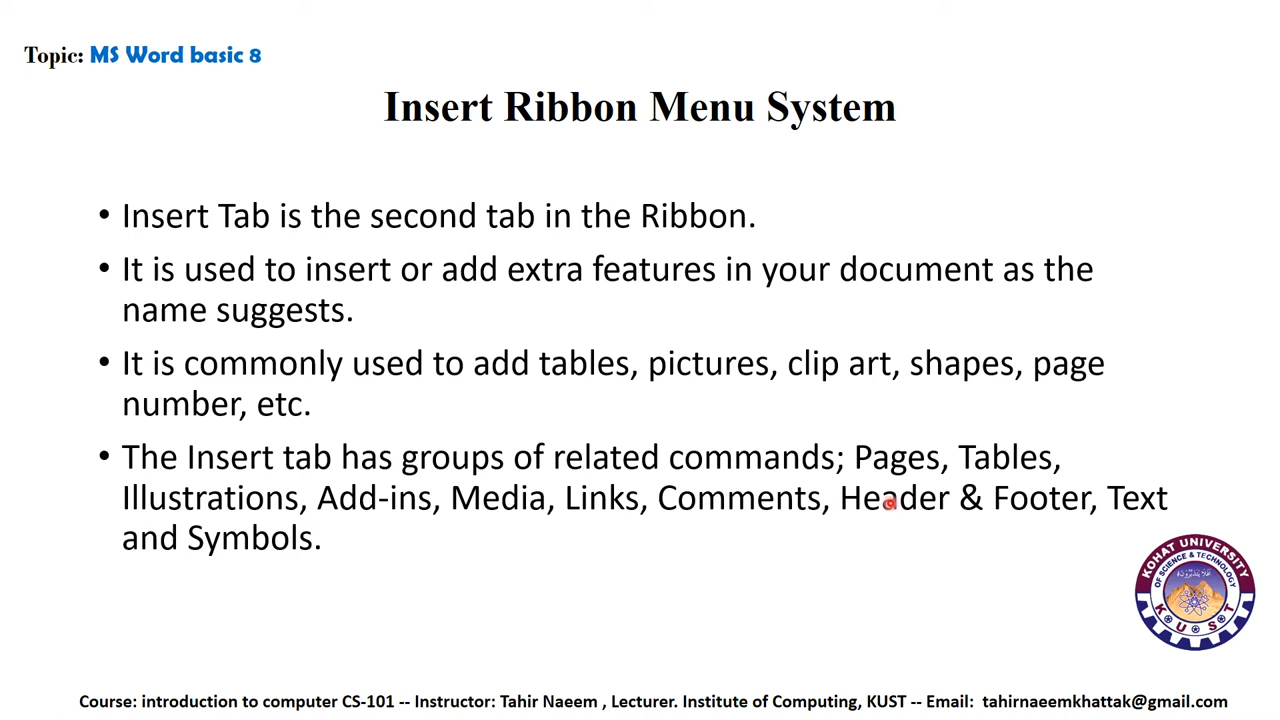 Topic: MS Word basic 8
Insert Ribbon Menu System
• Insert Tab is the second tab in the Ribbon.
• It is used to insert or add extra features in your document as the
name suggests.
• It is commonly used to add tables, pictures, clip art, shapes, page
number, etc.
• The Insert tab has groups of related commands; Pages, Tables,
Illustrations, Add-ins, Media, Links, Comments, Header & Footer, Text
and Symbols.
KOHAT UNIVERSITY
OF SCIENCE & TECHNOLOGY
K U S T
Course: introduction to computer CS-101 -- Instructor: Tahir Naeem , Lecturer. Institute of Computing, KUST -- Email: tahirnaeemkhattak@gmail.com